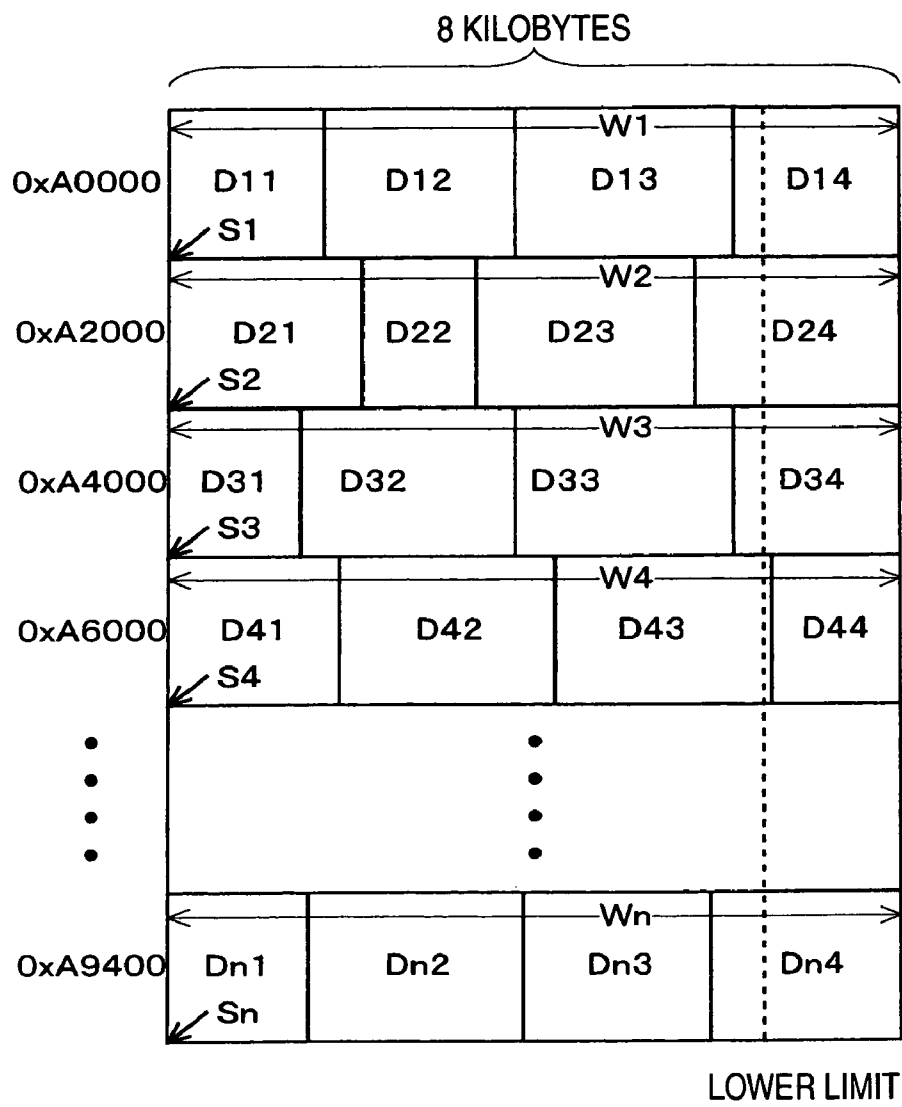 8 KILOBYTES
W1
0xA0000 D11 D12 D13 D14
S1
W2
0xA2000 D21 D22 D23 D24
S2
W3
0xA4000 D31 D32 D33 D34
S3
W4
0xA6000 D41 D42 D43 D44
S4
Wn
0xA9400 Dn1 Dn2 Dn3 Dn4
Sn
LOWER LIMIT